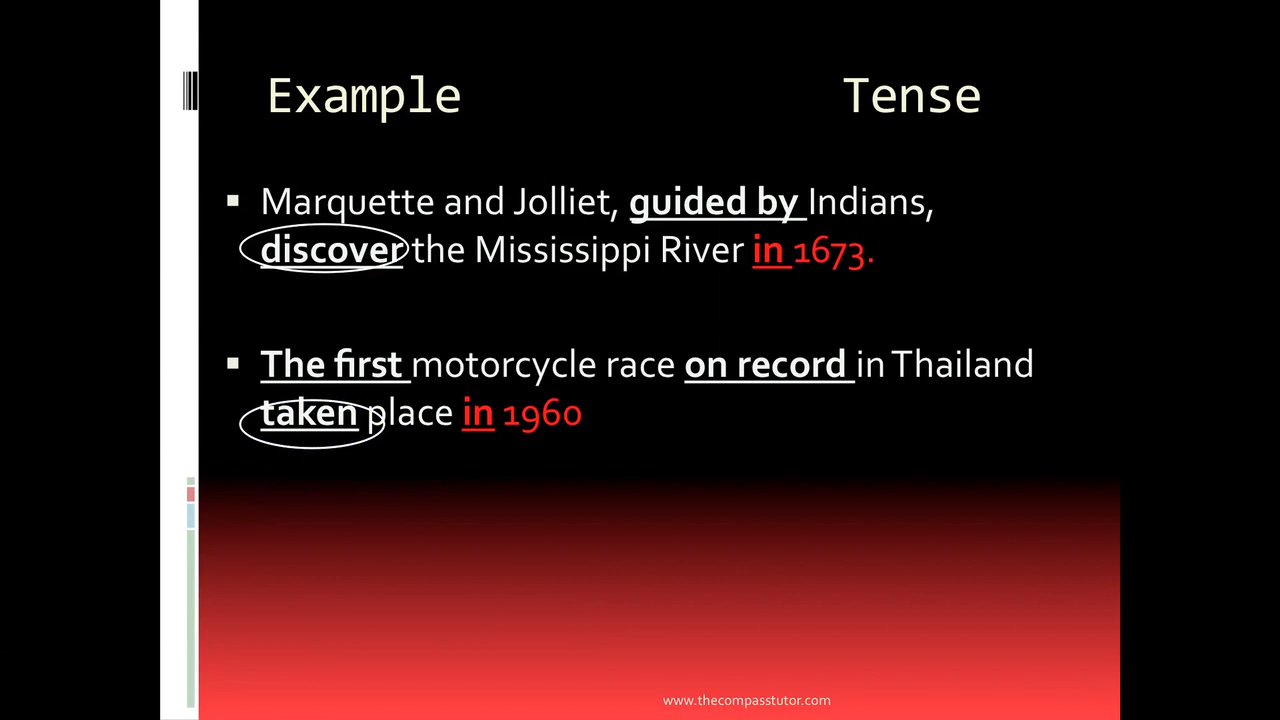 Example Tense
▪ Marquette and Jolliet, guided by Indians,
discover the Mississippi River in 1673.
▪ The first motorcycle race on record in Thailand
taken place in 1960
www.thecompasstutor.com